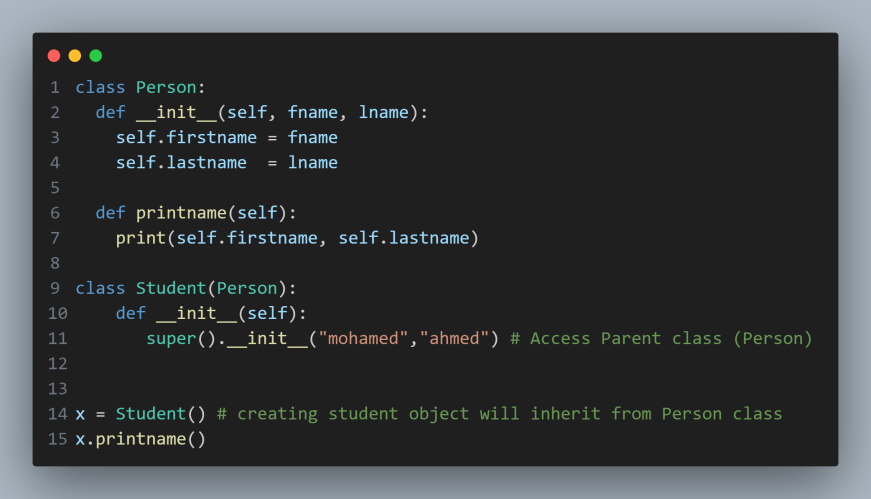 1 class Person:
2   def __init__(self, fname, lname):
3     self.firstname = fname
4     self.lastname  = lname
5
6   def printname(self):
7     print(self.firstname, self.lastname)
8
9 class Student(Person):
10     def __init__(self):
11        super().__init__("mohamed","ahmed") # Access Parent class (Person)
12
13
14 x = Student() # creating student object will inherit from Person class
15 x.printname()